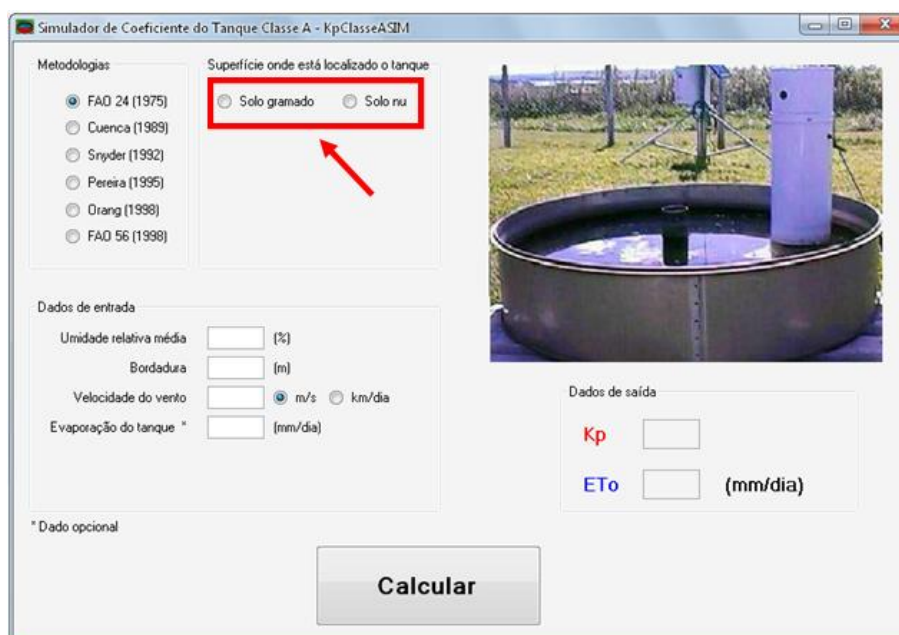 Simulador de Coeficiente do Tanque Classe A - KpClasseASIM
Metodologias
FAO 24 (1975)
Cuenca (1989)
Snyder (1992)
Pereira (1995)
Orang (1998)
FAO 56 (1998)
Superfície onde está localizado o tanque
Solo gramado Solo nu
Dados de entrada
Umidade relativa média (%)
Bordadura (m)
Velocidade do vento m/s km/dia
Evaporação do tanque * (mm/dia)
* Dado opcional
Dados de saída
Kp
ETo (mm/dia)
Calcular